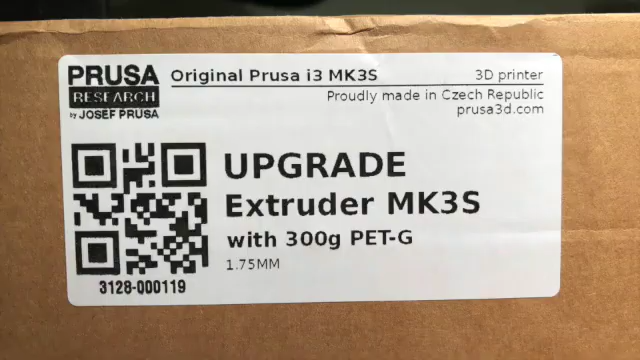 PRUSA
RESEARCH
by JOSEF PRUSA
Original Prusa i3 MK3S 3D printer
Proudly made in Czech Republic
prusa3d.com
UPGRADE
Extruder MK3S
with 300g PET-G
1.75MM
3128-000119